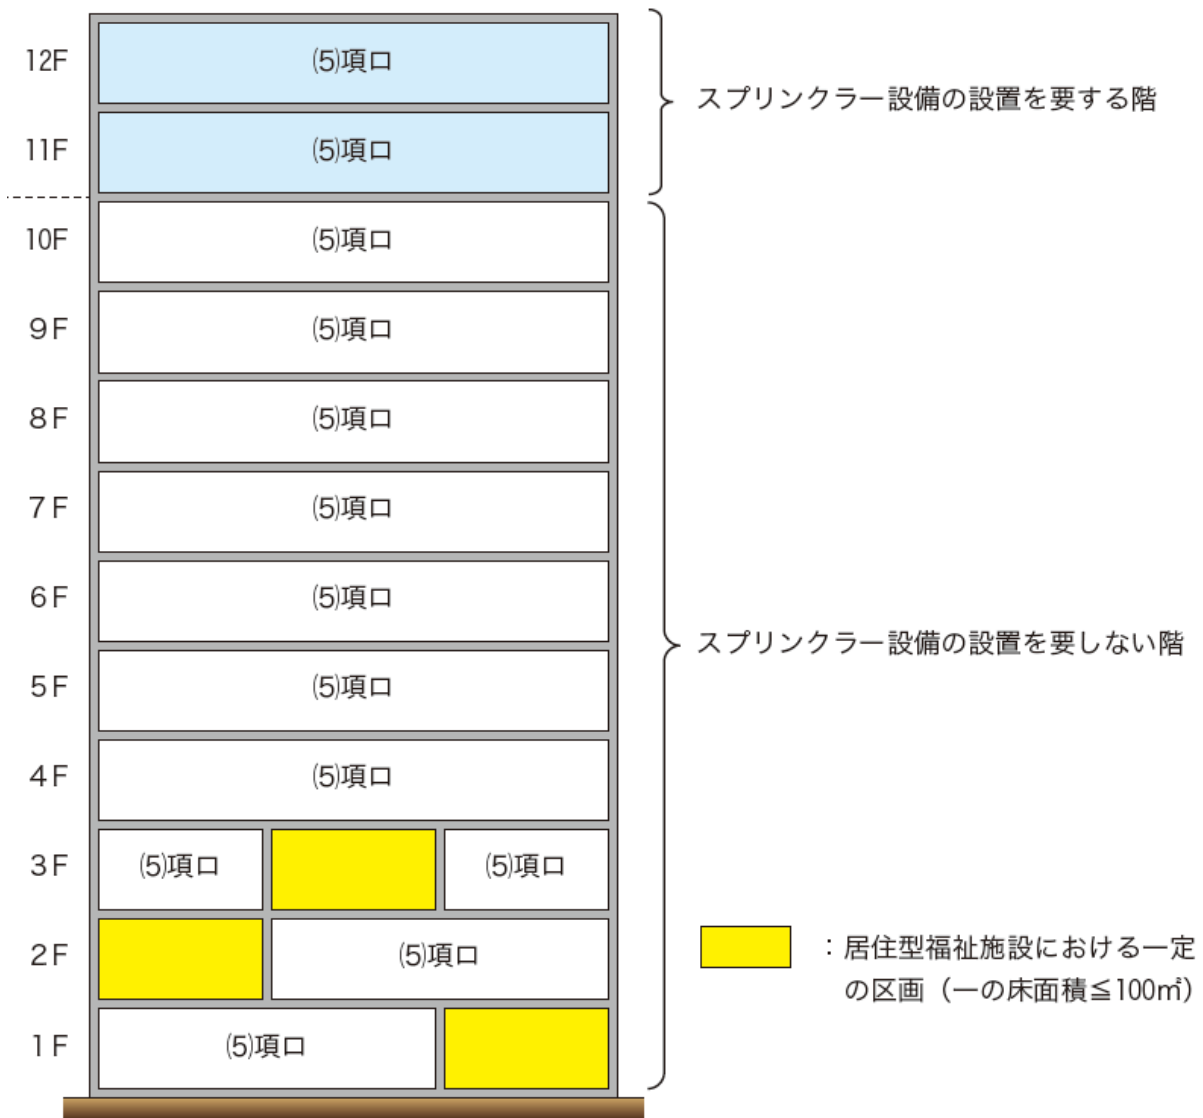 12F
⑸項ロ
スプリンクラー設備の設置を要する階
11F
⑸項ロ
10F
⑸項ロ
9F
⑸項ロ
8F
⑸項ロ
7F
⑸項ロ
6F
⑸項ロ
スプリンクラー設備の設置を要しない階
5F
⑸項ロ
4F
⑸項ロ
3F
⑸項ロ
⑸項ロ
2F
⑸項ロ
1F
⑸項ロ
：居住型福祉施設における一定
の区画（一の床面積≦100㎡）